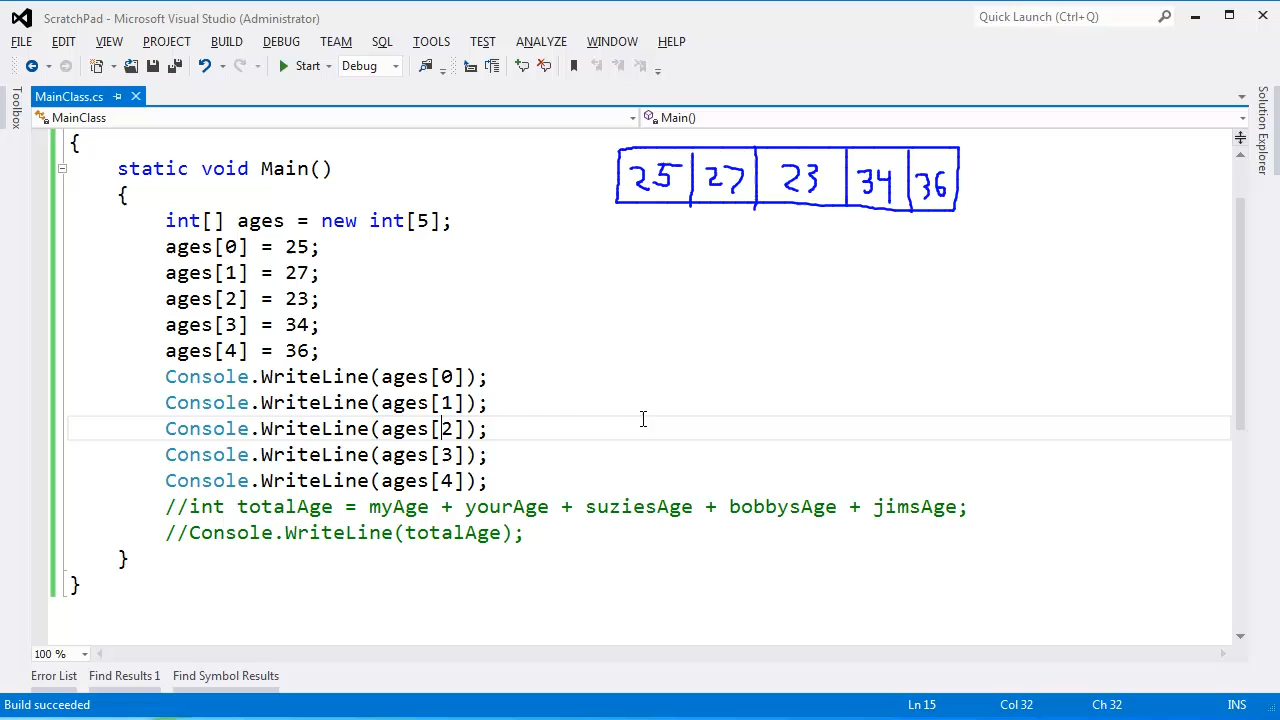 ScratchPad - Microsoft Visual Studio (Administrator)
Quick Launch (Ctrl+Q)
FILE EDIT VIEW PROJECT BUILD DEBUG TEAM SQL TOOLS TEST ANALYZE WINDOW HELP
Start Debug
MainClass.cs
Toolbox
Solution Explorer
MainClass Main()
{
static void Main()
25 27 23 34 36
{
int[] ages = new int[5];
ages[0] = 25;
ages[1] = 27;
ages[2] = 23;
ages[3] = 34;
ages[4] = 36;
Console.WriteLine(ages[0]);
Console.WriteLine(ages[1]);
Console.WriteLine(ages[2]);
Console.WriteLine(ages[3]);
Console.WriteLine(ages[4]);
//int totalAge = myAge + yourAge + suziesAge + bobbysAge + jimsAge;
//Console.WriteLine(totalAge);
}
}
100 %
Error List Find Results 1 Find Symbol Results
Build succeeded Ln 15 Col 32 Ch 32 INS